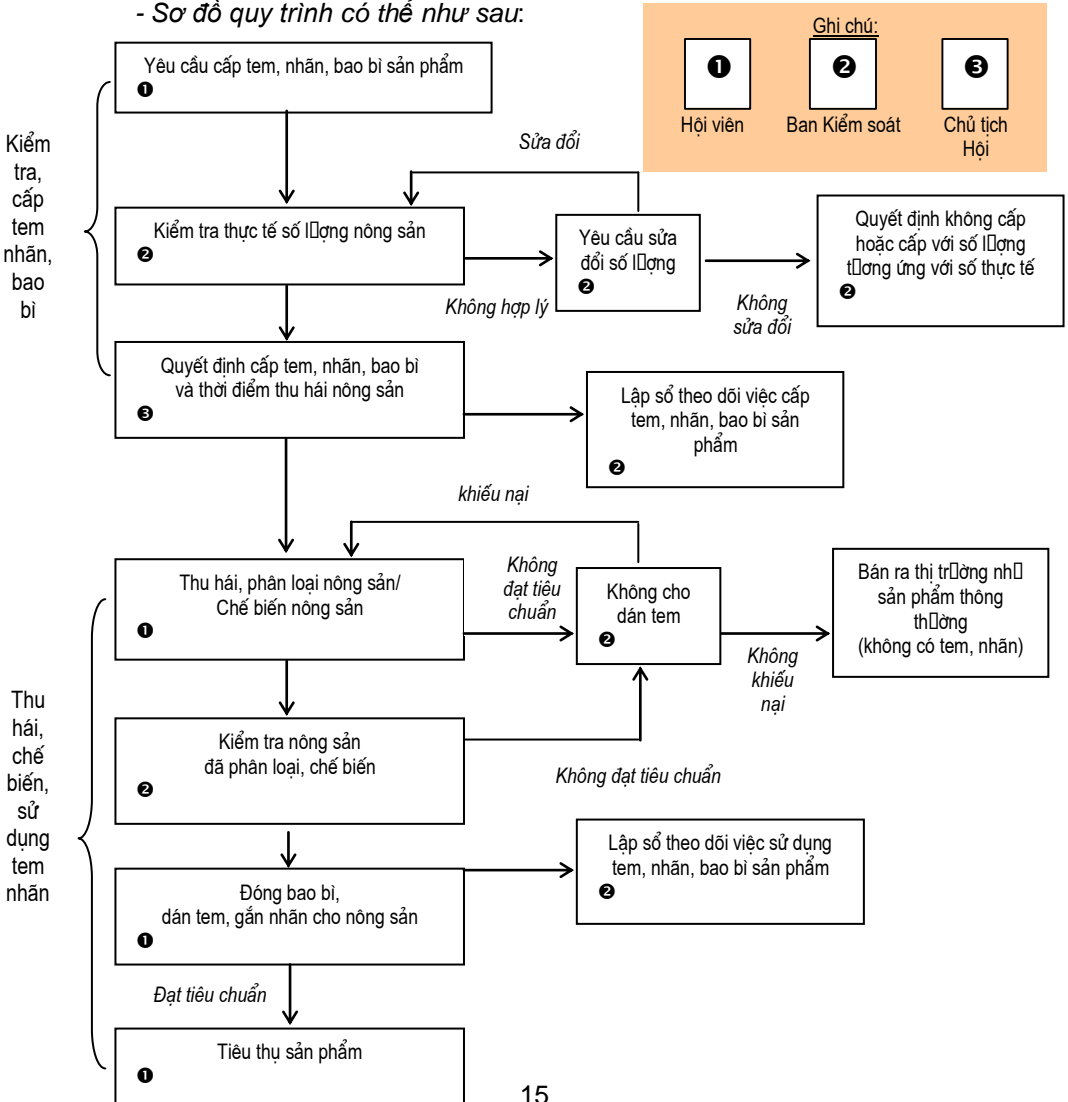 - Sơ đồ quy trình có thể như sau:
Ghi chú:
❶ ❷ ❸
Hội viên Ban Kiểm soát Chủ tịch
Hội
Kiểm
tra,
cấp
tem
nhãn,
bao
bì
Yêu cầu cấp tem, nhãn, bao bì sản phẩm
❶
Sửa đổi
Kiểm tra thực tế số l□ợng nông sản
❷
Không hợp lý
Yêu cầu sửa
đổi số l□ợng
❷
Không
sửa đổi
Quyết định không cấp
hoặc cấp với số l□ợng
t□ơng ứng với số thực tế
❷
Quyết định cấp tem, nhãn, bao bì
và thời điểm thu hái nông sản
❸
Lập sổ theo dõi việc cấp
tem, nhãn, bao bì sản
phẩm
❷
khiếu nại
Thu
hái,
chế
biến,
sử
dụng
tem
nhãn
Thu hái, phân loại nông sản/
Chế biến nông sản
❶
Không
đạt tiêu
chuẩn
Không cho
dán tem
❷
Không
khiếu
nại
Bán ra thị tr□ờng nh□
sản phẩm thông
th□ờng
(không có tem, nhãn)
Kiểm tra nông sản
đã phân loại, chế biến
❷
Không đạt tiêu chuẩn
Đóng bao bì,
dán tem, gắn nhãn cho nông sản
❶
Lập sổ theo dõi việc sử dụng
tem, nhãn, bao bì sản phẩm
❷
Đạt tiêu chuẩn
Tiêu thụ sản phẩm
❶
15